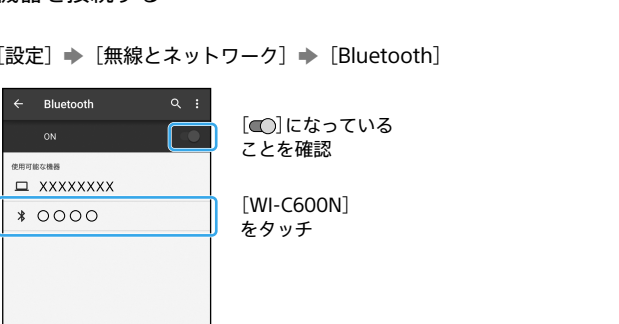 機器を接続する
[設定] ➡ [無線とネットワーク] ➡ [Bluetooth]
← Bluetooth
ON
使用可能な機器
XXXXXXXX
○○○○
[ ]になっている
ことを確認
[WI-C600N]
をタッチ